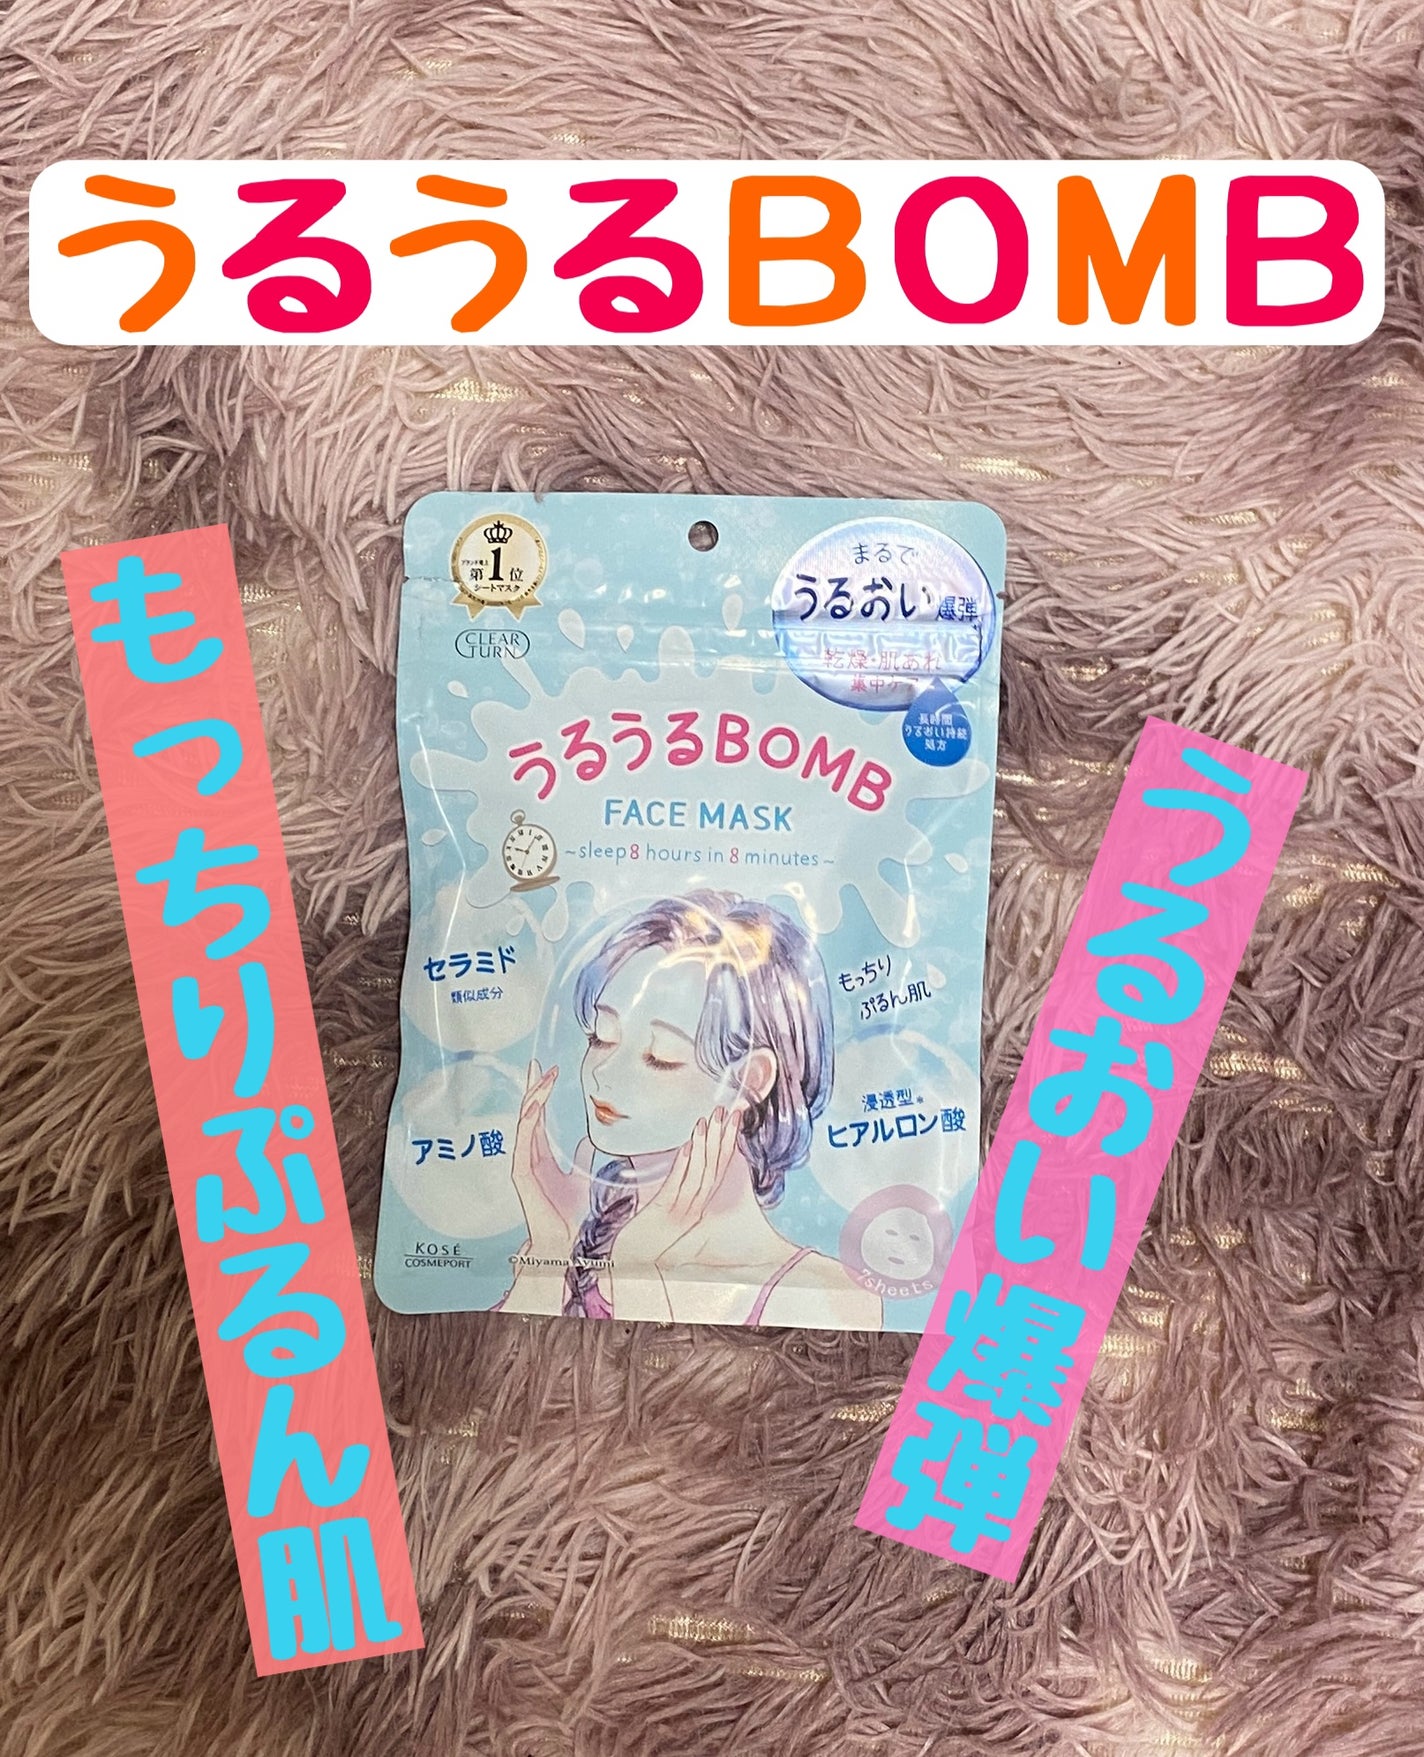 うるうるBOMB
もっちりぷるん肌
うるおい爆弾
第1位
シートマスク
CLEAR
TURN
まるで
うるおい爆弾
乾燥・肌あれ
集中ケア
長時間
うるおい持続
処方
うるうるBOMB
FACE MASK
~sleep 8 hours in 8 minutes~
セラミド
類似成分
もっちり
ぷるん肌
アミノ酸
浸透型※
ヒアルロン酸
7sheets
KOSÉ
COSMEPORT
©Miyama Ayumi